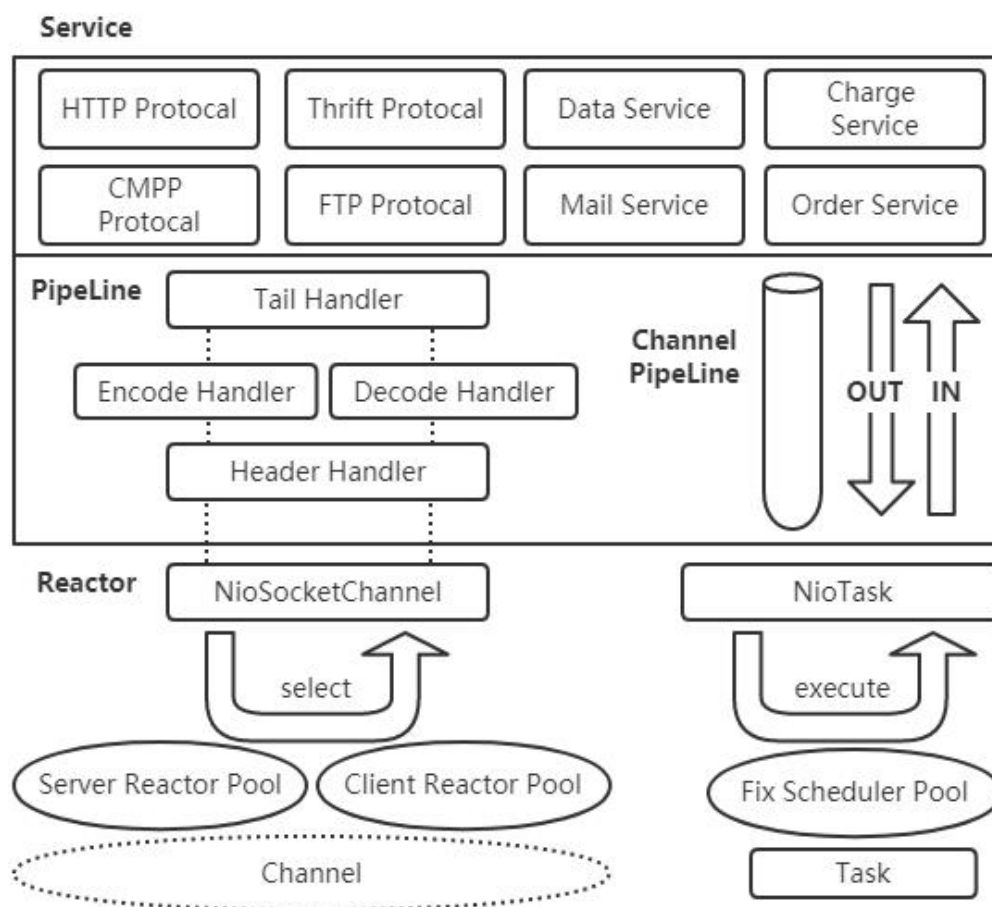 Service
HTTP Protocal
Thrift Protocal
Data Service
Charge
Service
CMPP
Protocal
FTP Protocal
Mail Service
Order Service
PipeLine
Tail Handler
Encode Handler
Decode Handler
Header Handler
Channel
PipeLine
OUT
IN
Reactor
NioSocketChannel
NioTask
select
execute
Server Reactor Pool
Client Reactor Pool
Fix Scheduler Pool
Channel
Task